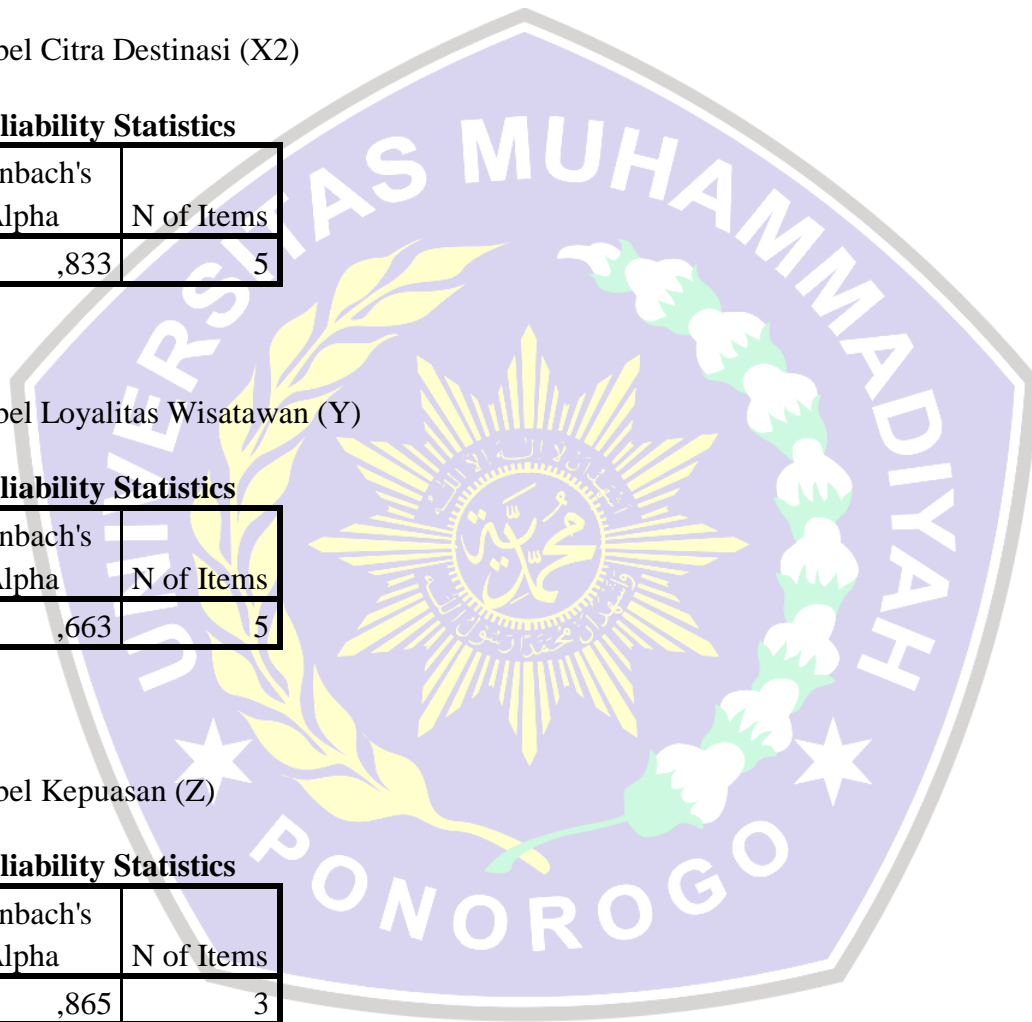 bel Citra Destinasi (X2)
liability Statistics
nbach's
Alpha N of Items
,833 5
bel Loyalitas Wisatawan (Y)
liability Statistics
nbach's
Alpha N of Items
,663 5
bel Kepuasan (Z)
liability Statistics
nbach's
Alpha N of Items
,865 3
UNIVERSITAS MUHAMMADIYAH
PONOROGO
محمدية